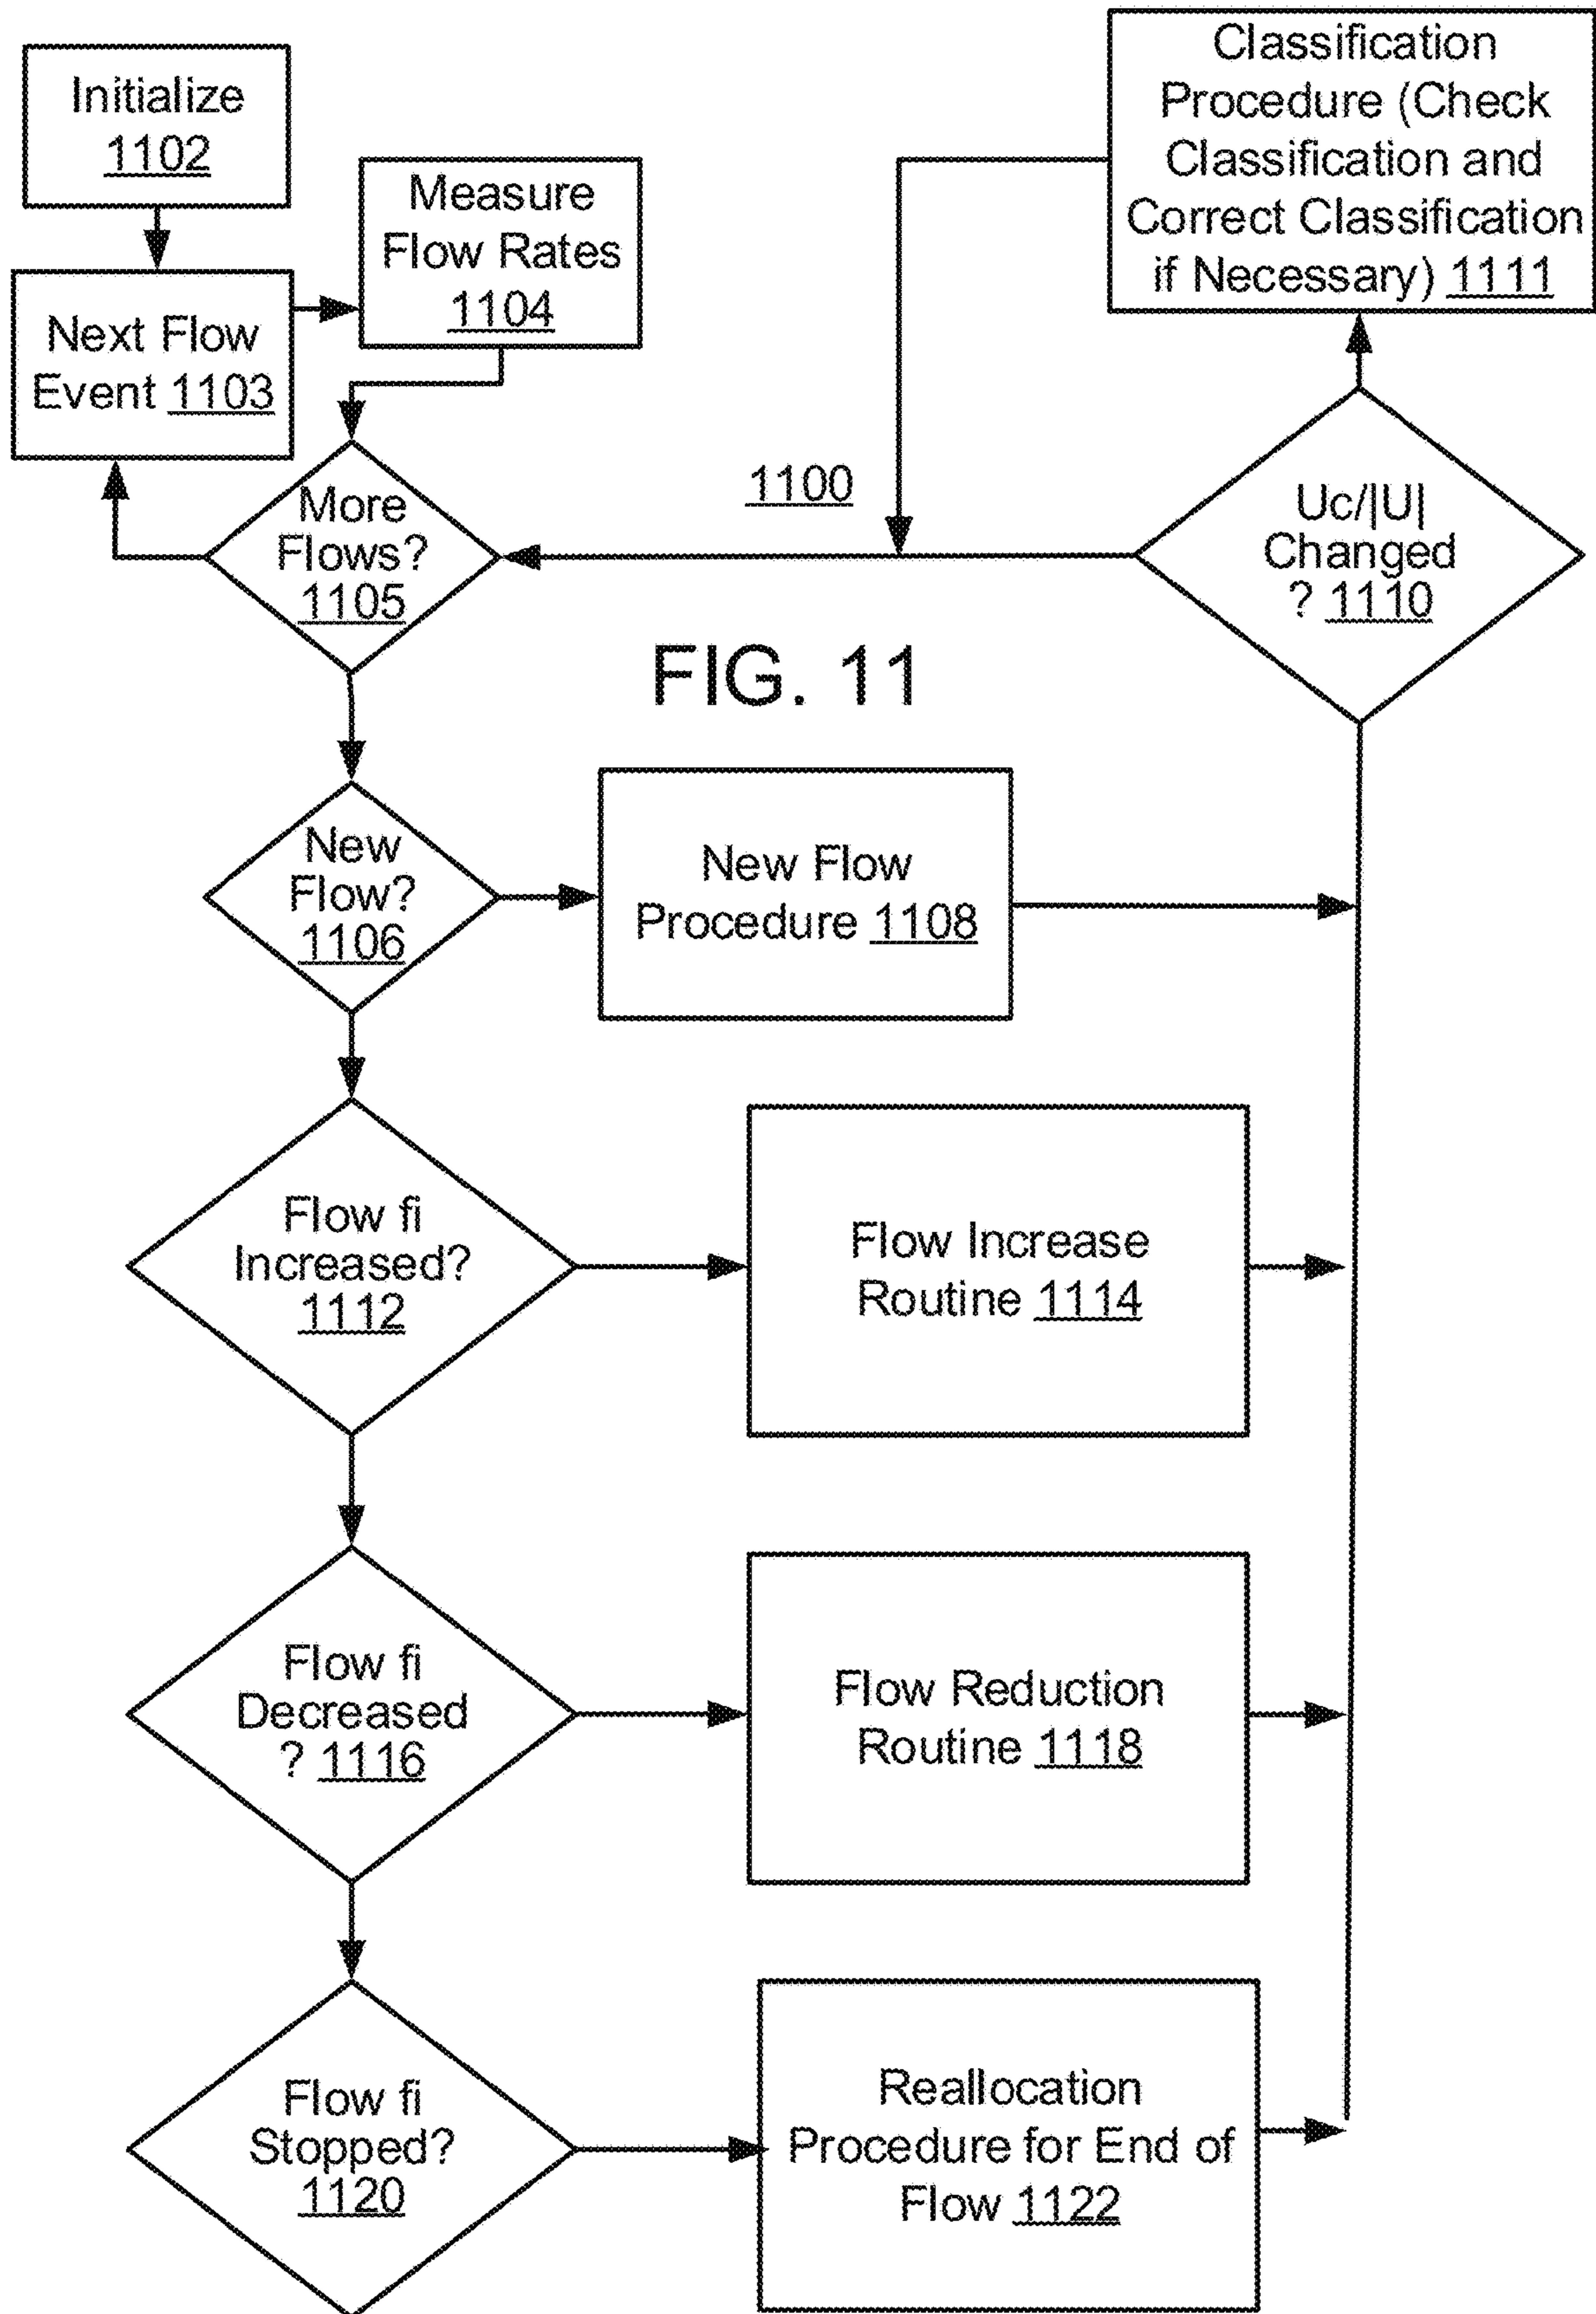 Initialize
1102
Next Flow
Event 1103
Measure
Flow Rates
1104
Classification
Procedure (Check
Classification and
Correct Classification
if Necessary) 1111
More
Flows?
1105
1100
Uc/|U|
Changed
? 1110
FIG. 11
New
Flow?
1106
New Flow
Procedure 1108
Flow fi
Increased?
1112
Flow Increase
Routine 1114
Flow fi
Decreased
? 1116
Flow Reduction
Routine 1118
Flow fi
Stopped?
1120
Reallocation
Procedure for End of
Flow 1122